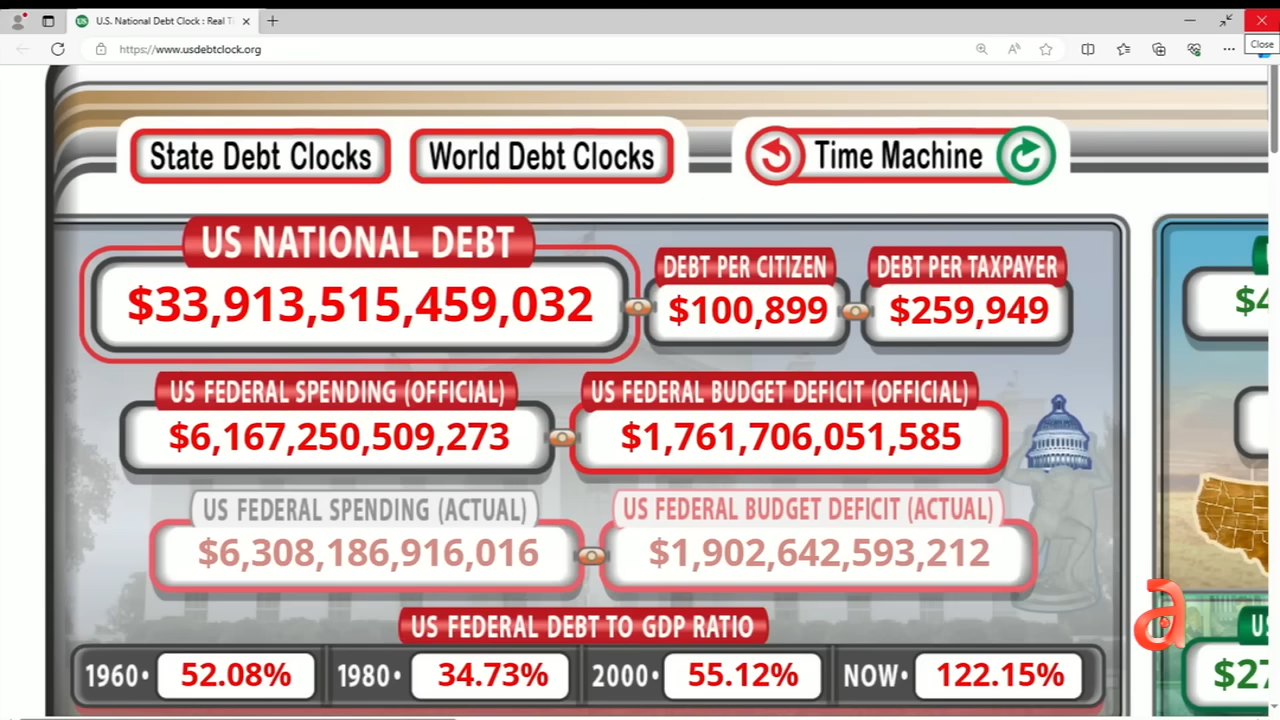 U.S. National Debt Clock : Real Ti
Close
https://www.usdebtclock.org
State Debt Clocks
World Debt Clocks
Time Machine
US NATIONAL DEBT
$33,913,515,459,032
DEBT PER CITIZEN
$100,899
DEBT PER TAXPAYER
$259,949
US FEDERAL SPENDING (OFFICIAL)
$6,167,250,509,273
US FEDERAL BUDGET DEFICIT (OFFICIAL)
$1,761,706,051,585
US FEDERAL SPENDING (ACTUAL)
$6,308,186,916,016
US FEDERAL BUDGET DEFICIT (ACTUAL)
$1,902,642,593,212
US FEDERAL DEBT TO GDP RATIO
1960· 52.08% 1980· 34.73% 2000· 55.12% NOW· 122.15%
$4
a
US
$27